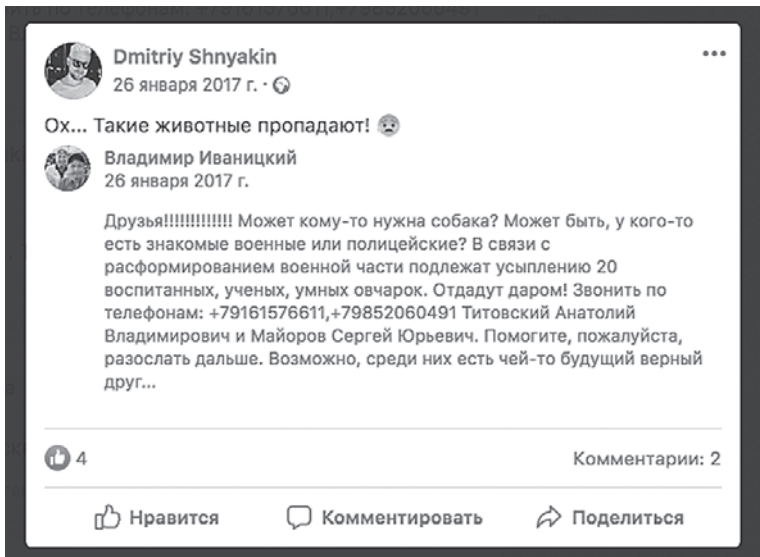 Dmitriy Shnyakin
26 января 2017 г.
Ох... Такие животные пропадают!
Владимир Иваницкий
26 января 2017 г.
Друзья!!!!!!!!!!!!! Может кому-то нужна собака? Может быть, у кого-то
есть знакомые военные или полицейские? В связи с
расформированием военной части подлежат усыплению 20
воспитанных, ученых, умных овчарок. Отдадут даром! Звонить по
телефонам: +79161576611,+79852060491 Титовский Анатолий
Владимирович и Майоров Сергей Юрьевич. Помогите, пожалуйста,
разослать дальше. Возможно, среди них есть чей-то будущий верный
друг...
4
Комментарии: 2
Нравится Комментировать Поделиться